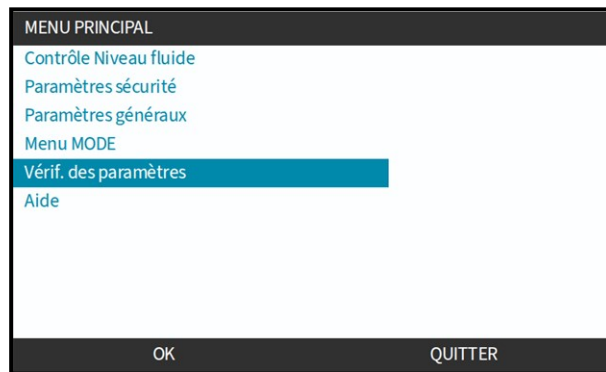 MENU PRINCIPAL
Contrôle Niveau fluide
Paramètres sécurité
Paramètres généraux
Menu MODE
Vérif. des paramètres
Aide
OK QUITTER